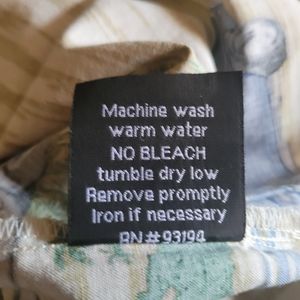 Machine wash
warm water
NO BLEACH
tumble dry low
Remove promptly
Iron if necessary
RN#93194